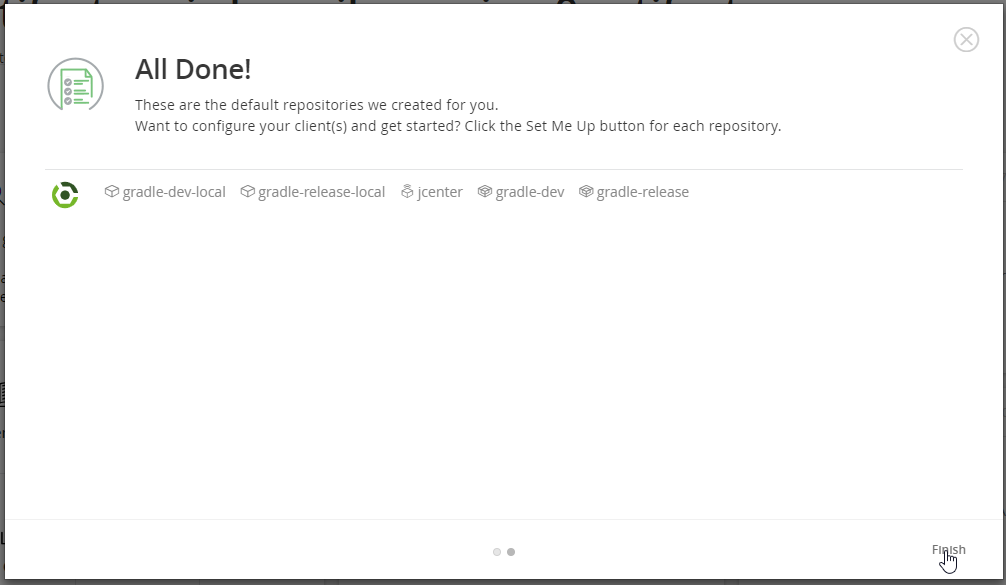 All Done!
These are the default repositories we created for you.
Want to configure your client(s) and get started? Click the Set Me Up button for each repository.
gradle-dev-local gradle-release-local jcenter gradle-dev gradle-release
Finish